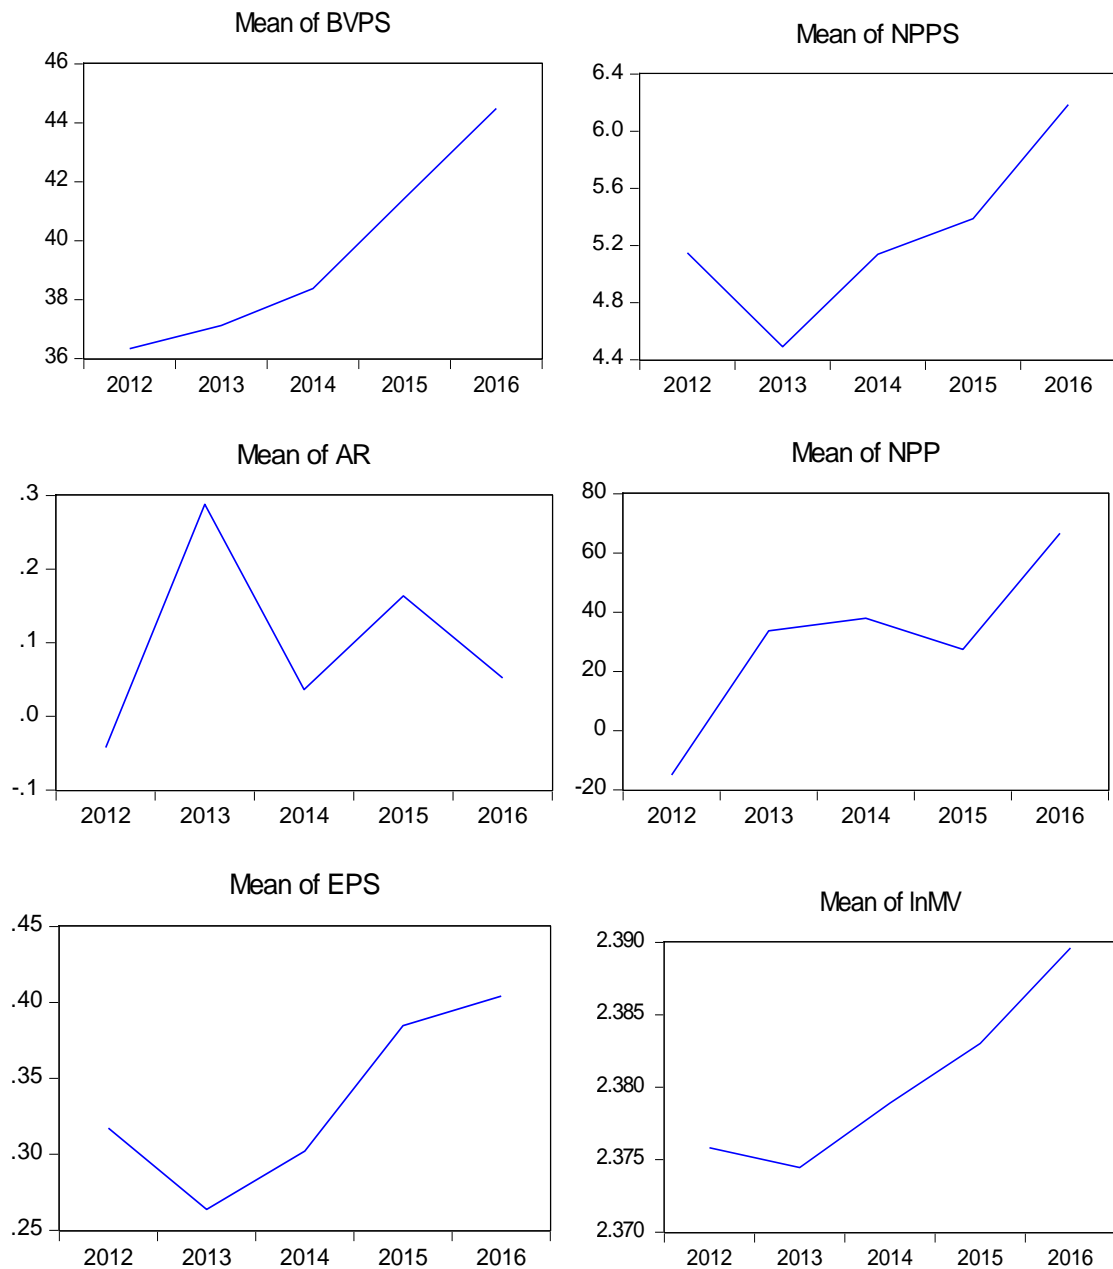 Mean of BVPS
46
44
42
40
38
36
2012 2013 2014 2015 2016
Mean of NPPS
6.4
6.0
5.6
5.2
4.8
4.4
2012 2013 2014 2015 2016
Mean of AR
.3
.2
.1
.0
-.1
2012 2013 2014 2015 2016
Mean of NPP
80
60
40
20
0
-20
2012 2013 2014 2015 2016
Mean of EPS
.45
.40
.35
.30
.25
2012 2013 2014 2015 2016
Mean of lnMV
2.390
2.385
2.380
2.375
2.370
2012 2013 2014 2015 2016